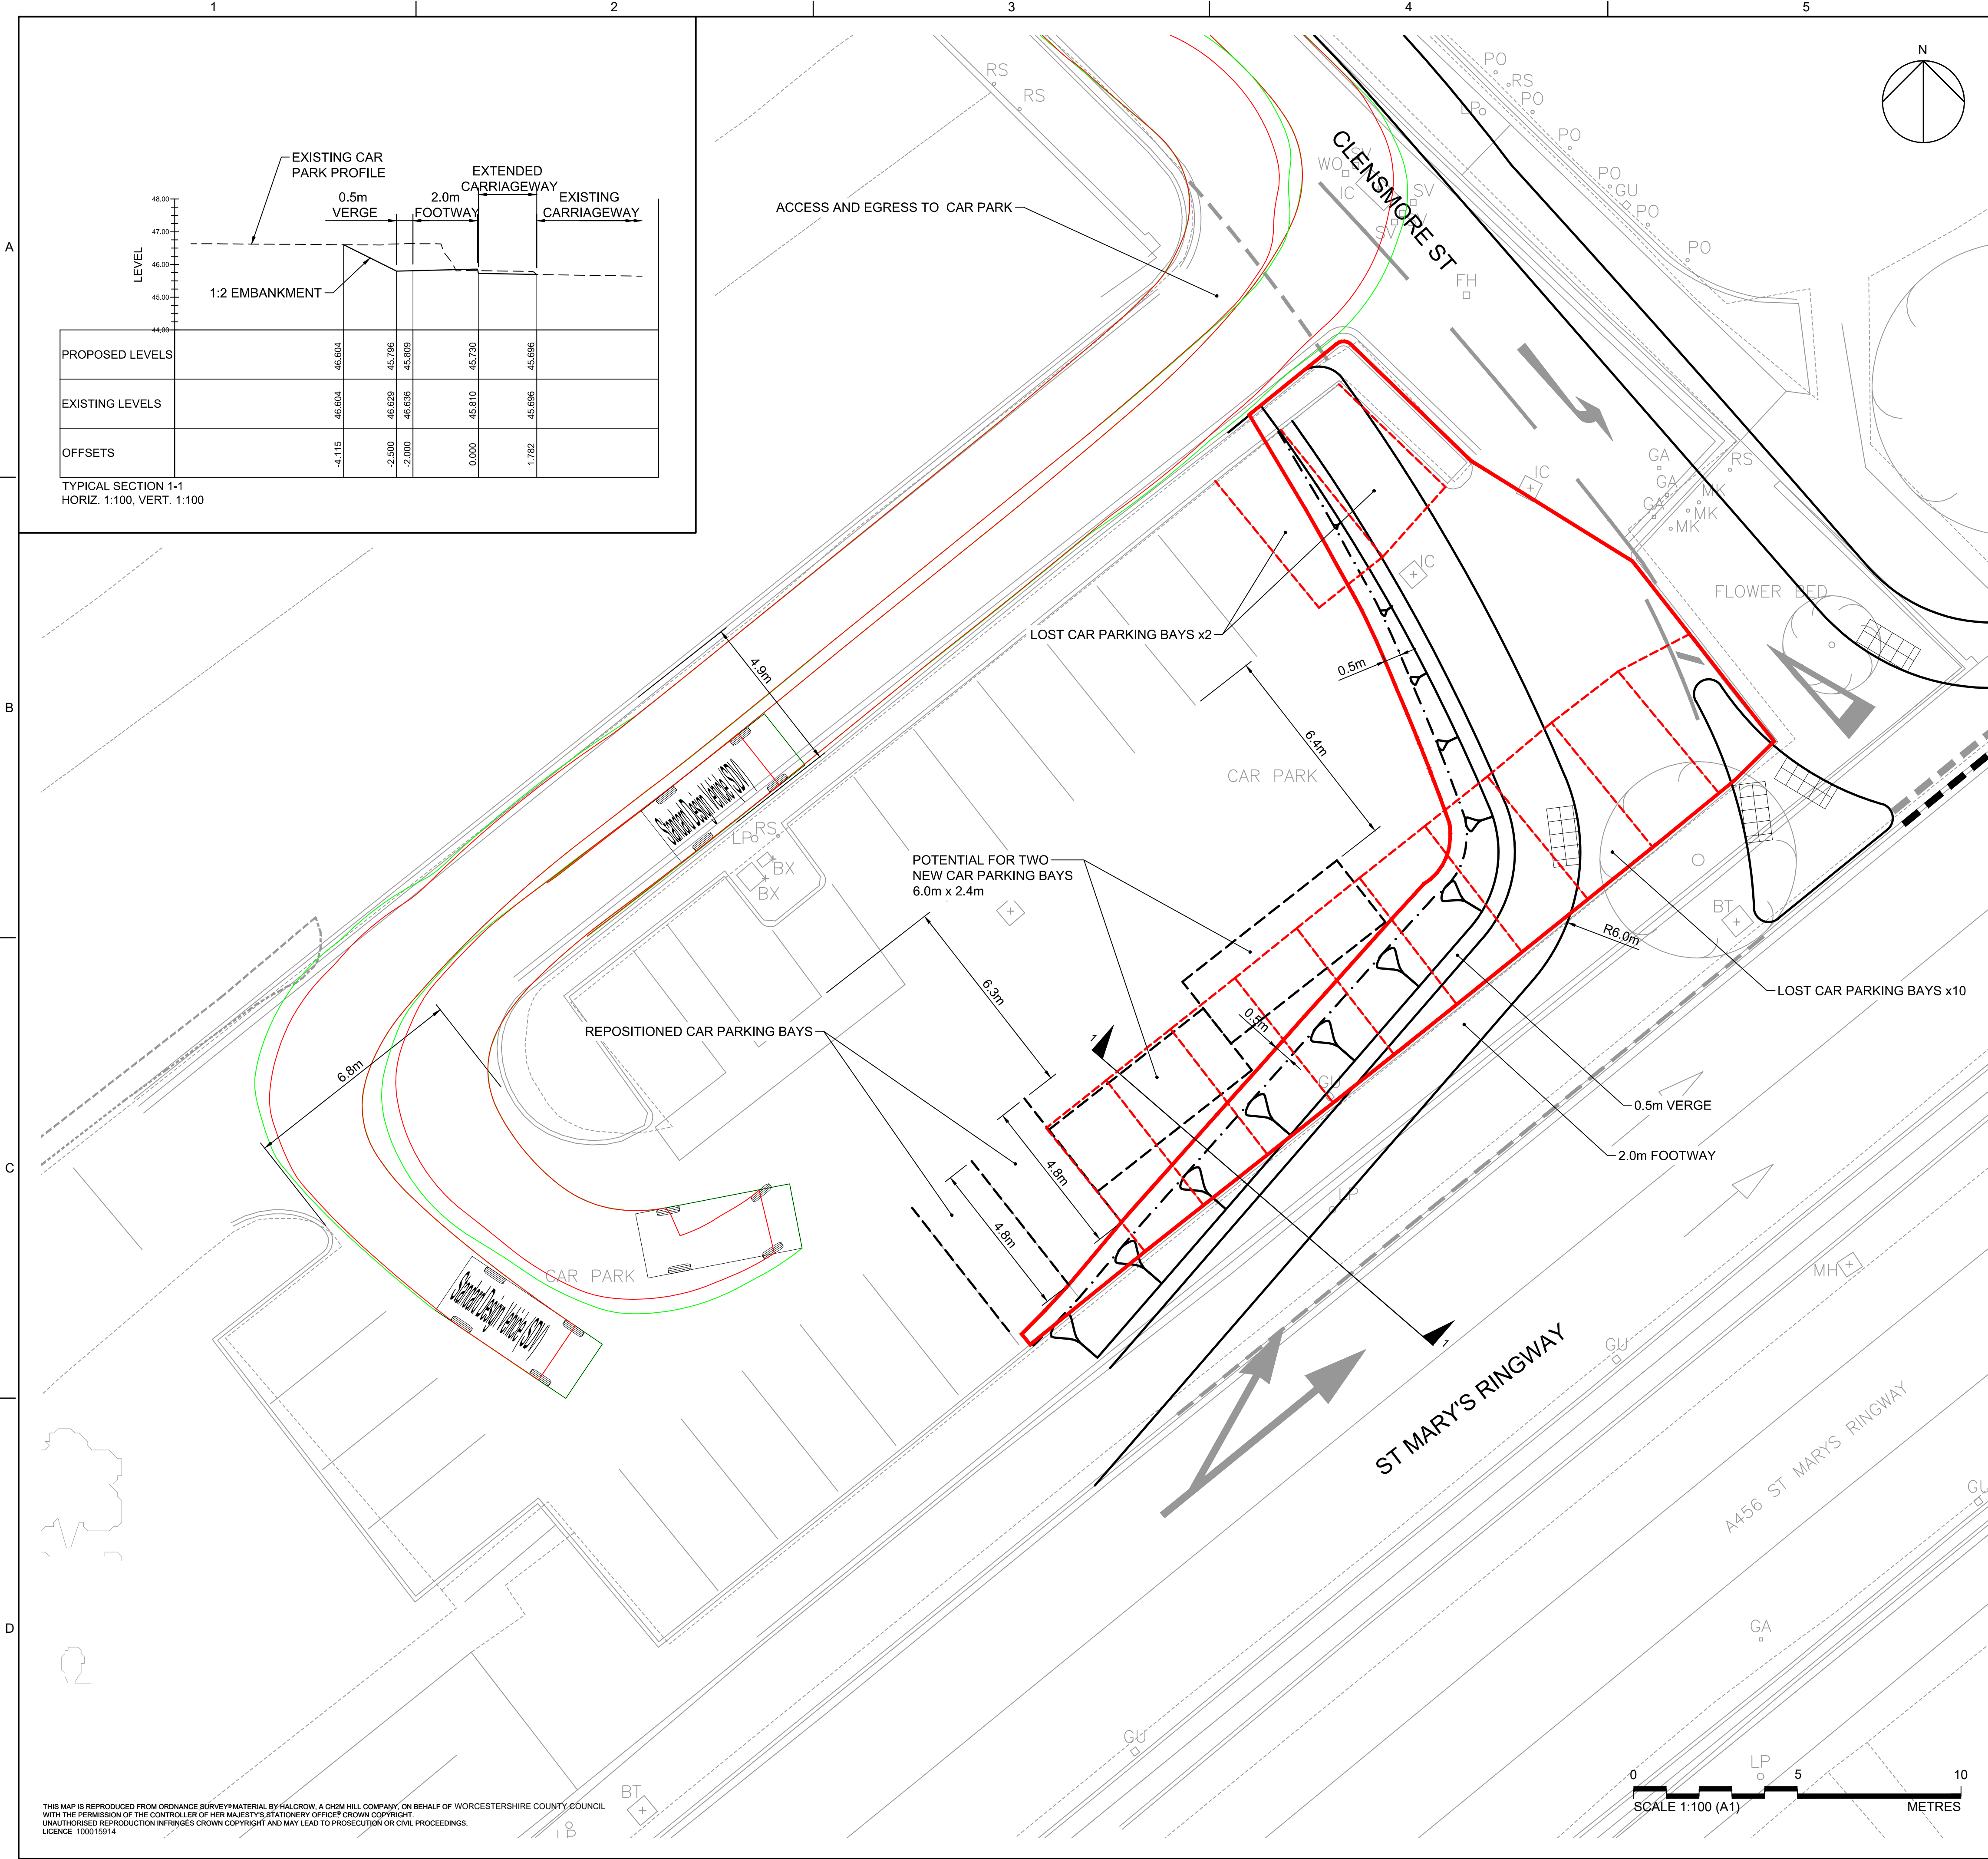 1
2
3
4
5
A
B
C
D
N
EXISTING CAR
PARK PROFILE
0.5m
VERGE
2.0m
FOOTWAY
EXTENDED
CARRIAGEWAY
EXISTING
CARRIAGEWAY
48.00
47.00
46.00
45.00
44.00
LEVEL
1:2 EMBANKMENT
PROPOSED LEVELS
46.604
45.796
45.809
45.730
45.696
EXISTING LEVELS
46.604
46.629
46.636
45.810
45.696
OFFSETS
-4.115
-2.500
-2.000
0.000
1.782
TYPICAL SECTION 1-1
HORIZ. 1:100, VERT. 1:100
RS
RS
PO
RS
PO
LP
PO
PO
GU
PO
PO
CLENSMORE ST
WO
SV
IC
SV
SV
FH
ACCESS AND EGRESS TO  CAR PARK
GA
GA
GA
RS
MK
MK
MK
IC
IC
FLOWER BED
LOST CAR PARKING BAYS x2
0.5m
4.9m
6.4m
CAR PARK
Standard Design Vehicle (SDV)
LP
RS
BX
BX
POTENTIAL FOR TWO
NEW CAR PARKING BAYS
6.0m x 2.4m
BT
R6.0m
LOST CAR PARKING BAYS x10
6.3m
REPOSITIONED CAR PARKING BAYS
0.5m
1
6.8m
GU
0.5m VERGE
4.8m
2.0m FOOTWAY
LP
4.8m
CAR PARK
Standard Design Vehicle (SDV)
MH
1
GU
ST MARY'S RINGWAY
A456 ST MARYS RINGWAY
GU
GA
GU
LP
BT
LP
0
5
10
SCALE 1:100 (A1)
METRES
THIS MAP IS REPRODUCED FROM ORDNANCE SURVEY® MATERIAL BY HALCROW, A CH2M HILL COMPANY, ON BEHALF OF WORCESTERSHIRE COUNTY COUNCIL
WITH THE PERMISSION OF THE CONTROLLER OF HER MAJESTY'S STATIONERY OFFICE® CROWN COPYRIGHT.
UNAUTHORISED REPRODUCTION INFRINGES CROWN COPYRIGHT AND MAY LEAD TO PROSECUTION OR CIVIL PROCEEDINGS.
LICENCE 100015914